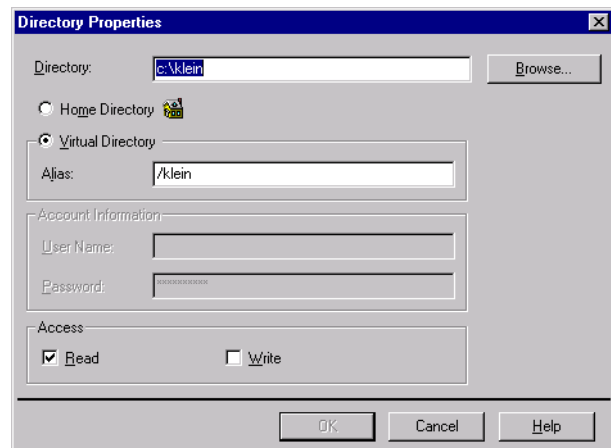 Directory Properties
Directory: c:\klein Browse...
Home Directory
Virtual Directory
Alias: /klein
Account Information
User Name:
Password: **********
Access
Read Write
OK Cancel Help